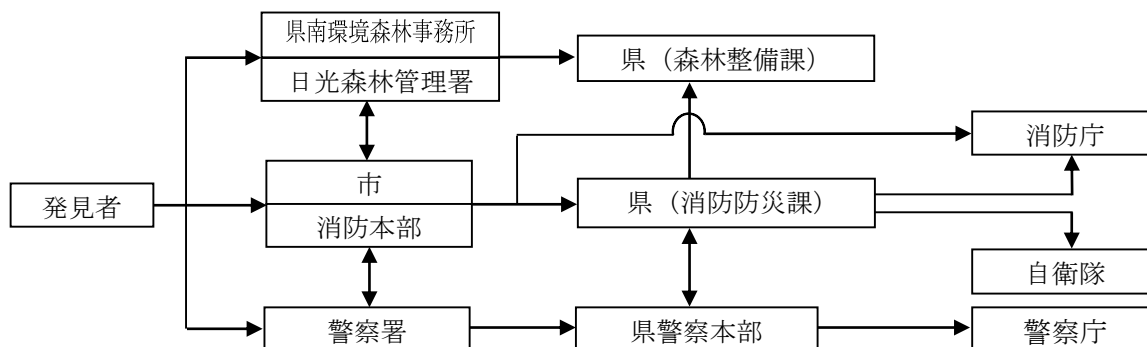 県南環境森林事務所
日光森林管理署
県（森林整備課）
消防庁
市
消防本部
発見者
県（消防防災課）
自衛隊
警察署
県警察本部
警察庁